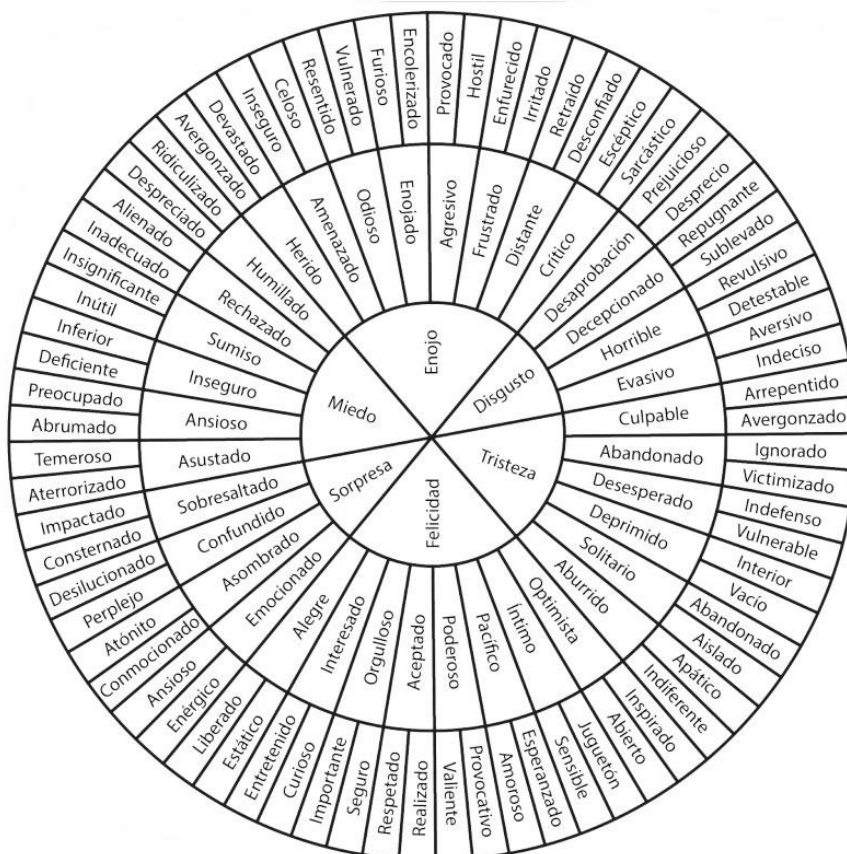 Enojo
Disgusto
Tristeza
Felicidad
Sorpresa
Miedo
Herido
Amenazado
Odioso
Enojado
Agresivo
Frustrado
Distante
Crítico
Desaprobación
Decepcionado
Horrible
Evasivo
Culpable
Abandonado
Desesperado
Deprimido
Solitario
Aburrido
Optimista
Íntimo
Pacífico
Poderoso
Aceptado
Orgulloso
Interesado
Alegre
Emocionado
Asombrado
Confundido
Sobresaltado
Asustado
Ansioso
Inseguro
Sumiso
Rechazado
Humillado
Avergonzado
Devastado
Inseguro
Celoso
Resentido
Vulnerado
Furioso
Encolerizado
Provocado
Hostil
Enfurecido
Irritado
Retraído
Desconfiado
Escéptico
Sarcástico
Prejuicioso
Desprecio
Repugnante
Sublevado
Revulsivo
Detestable
Aversivo
Indeciso
Arrepentido
Avergonzado
Ignorado
Victimizado
Indefenso
Vulnerable
Interior
Vacío
Abandonado
Aislado
Apático
Indiferente
Inspirado
Abierto
Juguetón
Sensible
Esperanzado
Amoroso
Provocativo
Valiente
Realizado
Respetado
Seguro
Importante
Curioso
Entretenido
Estático
Liberado
Enérgico
Ansioso
Conmocionado
Atónito
Perplejo
Desilucionado
Consternado
Impactado
Aterrorizado
Temeroso
Abrumado
Preocupado
Deficiente
Inferior
Inútil
Insignificante
Inadecuado
Alienado
Despreciado
Ridiculizado